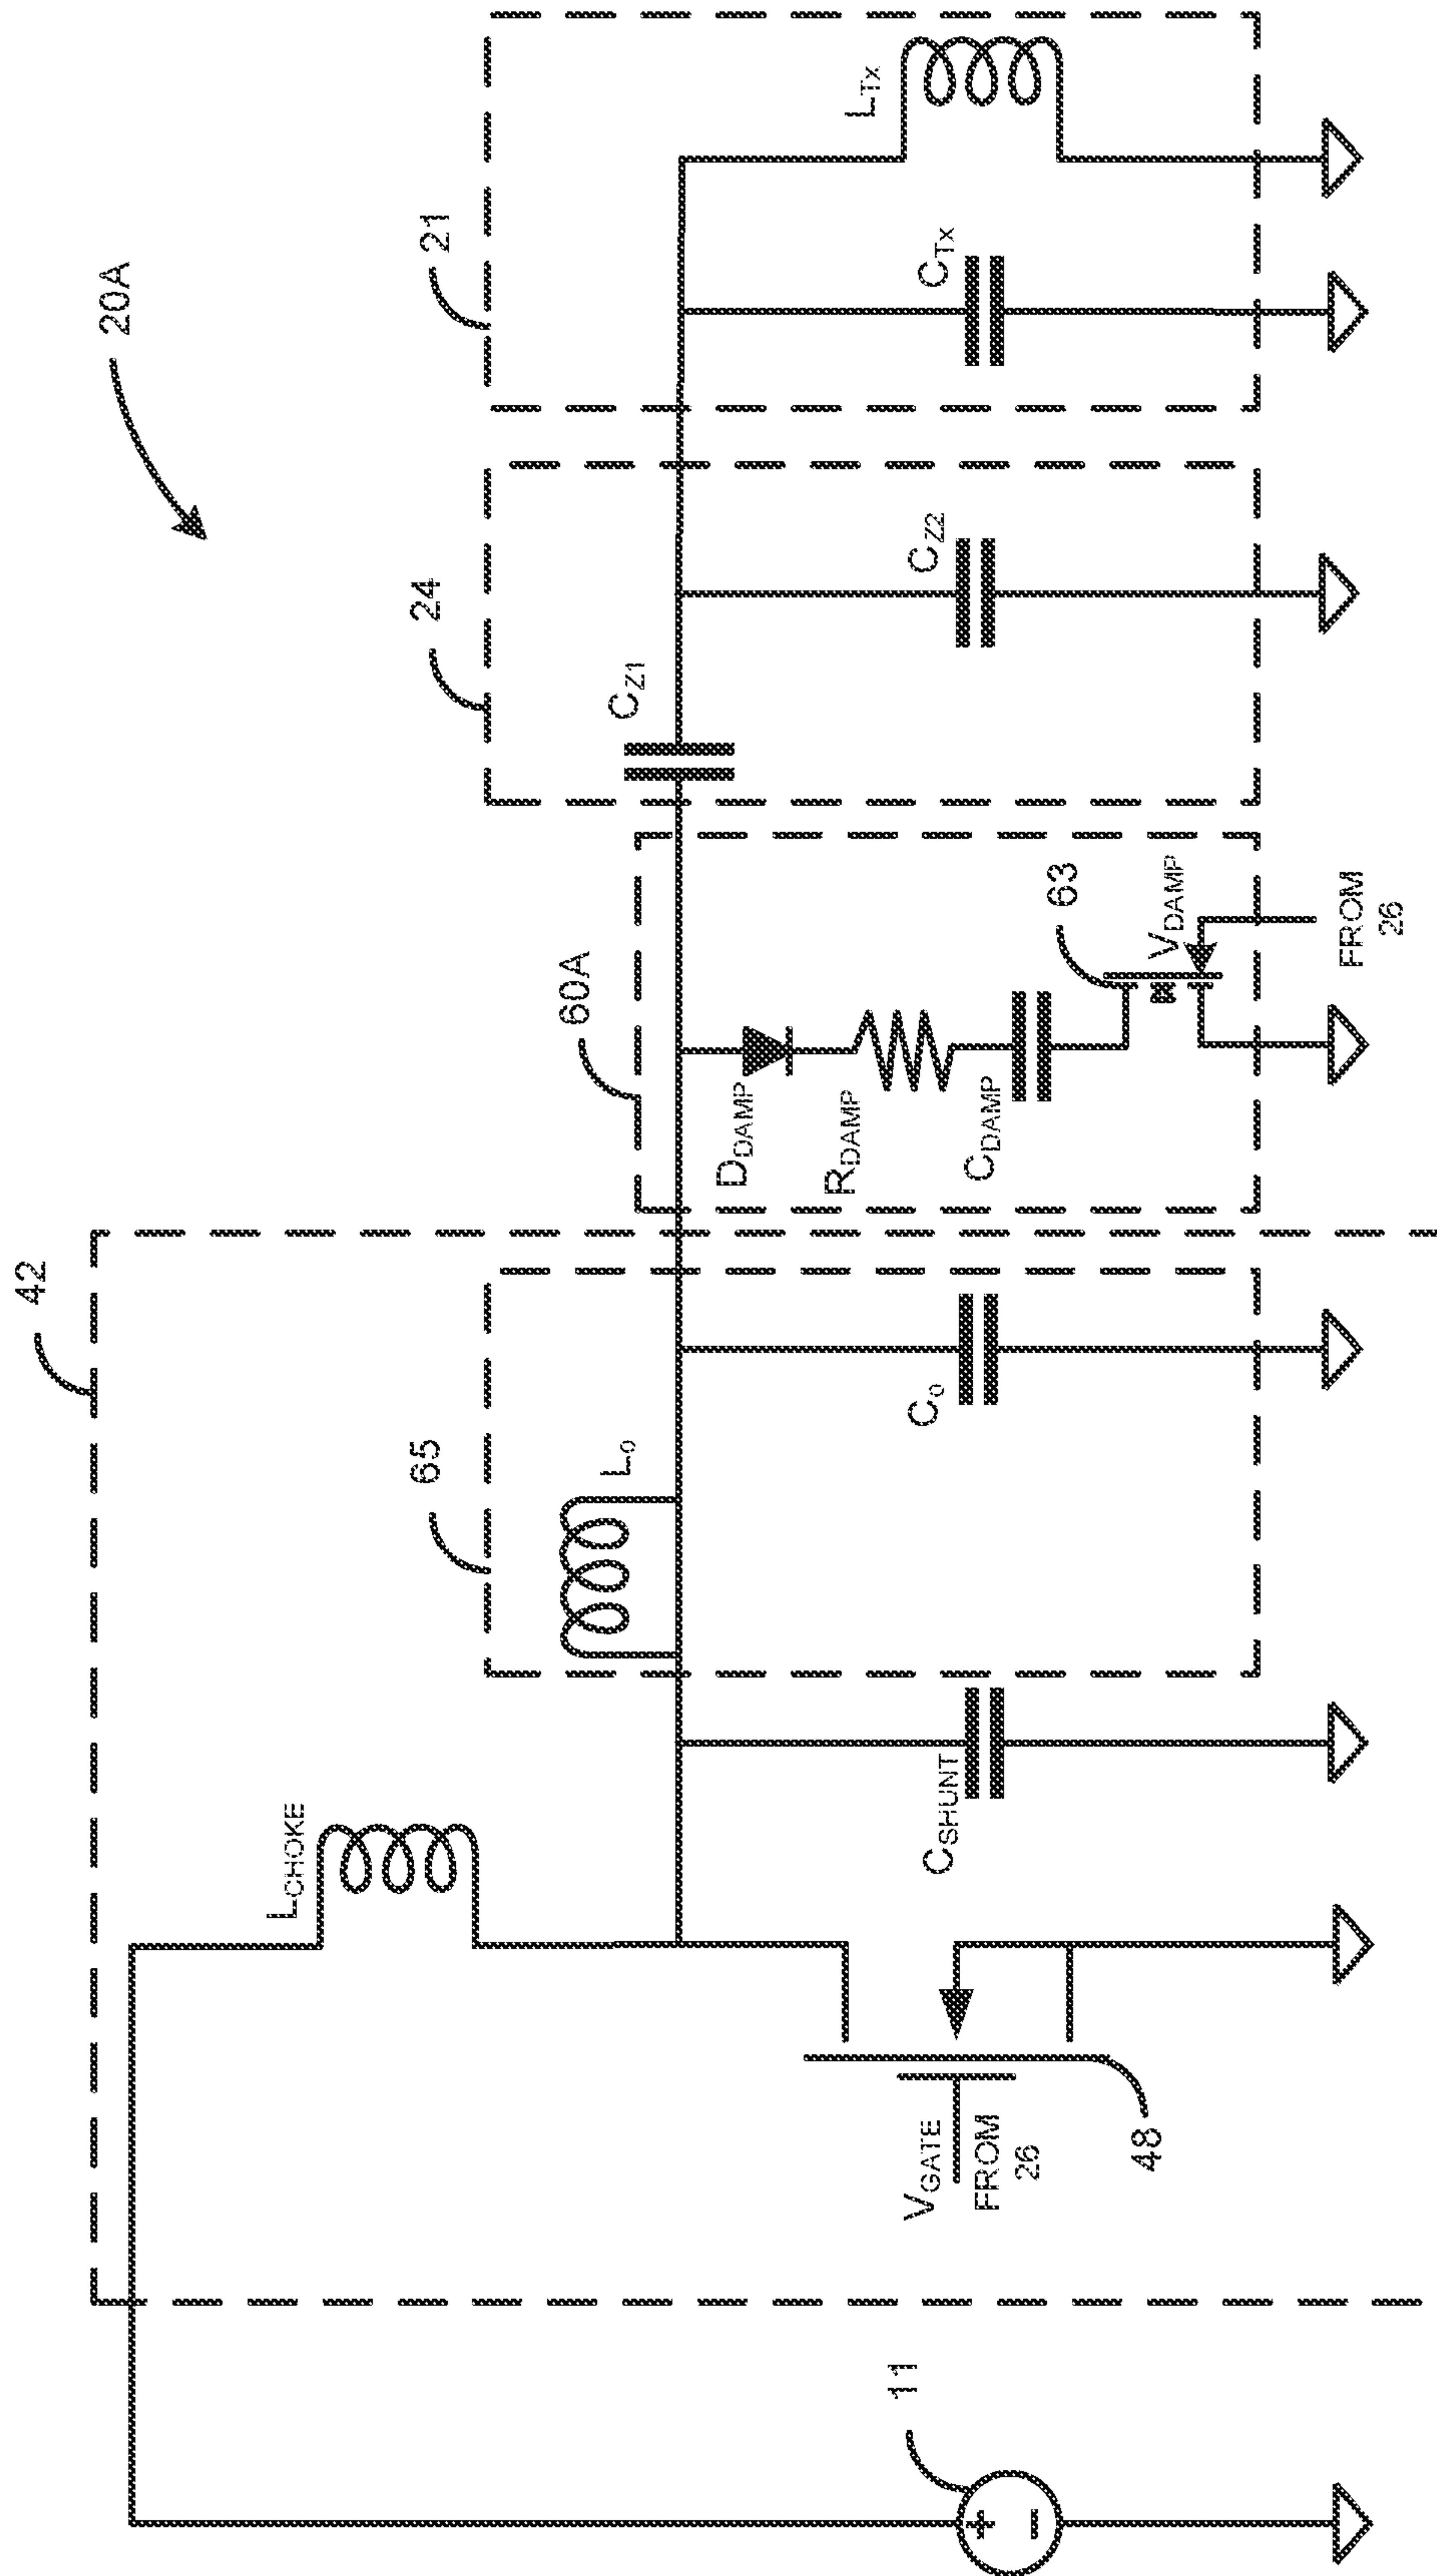 20A
42
21
24
60A
65
L_CHOKE
L_o
C_Z1
D_DAMP
R_DAMP
C_DAMP
63
V_DAMP
FROM
26
L_Tx
C_Tx
C_Z2
C_o
C_SHUNT
V_GATE
FROM
26
48
11
+
−